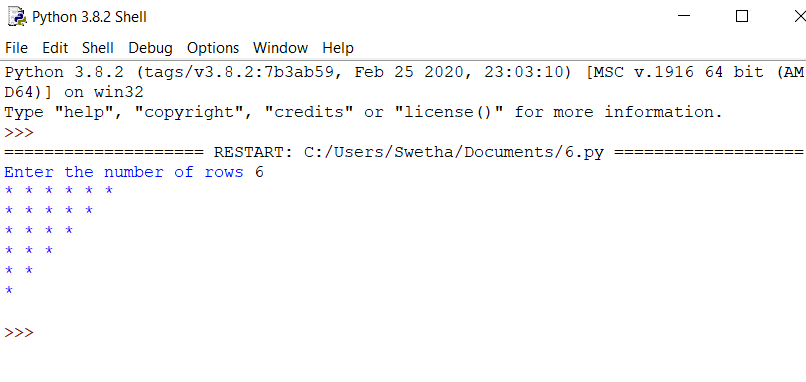 Python 3.8.2 Shell
File Edit Shell Debug Options Window Help
Python 3.8.2 (tags/v3.8.2:7b3ab59, Feb 25 2020, 23:03:10) [MSC v.1916 64 bit (AM
D64)] on win32
Type "help", "copyright", "credits" or "license()" for more information.
>>>
==================== RESTART: C:/Users/Swetha/Documents/6.py ===================
Enter the number of rows 6
* * * * * *
* * * * *
* * * *
* * *
* *
*
>>>